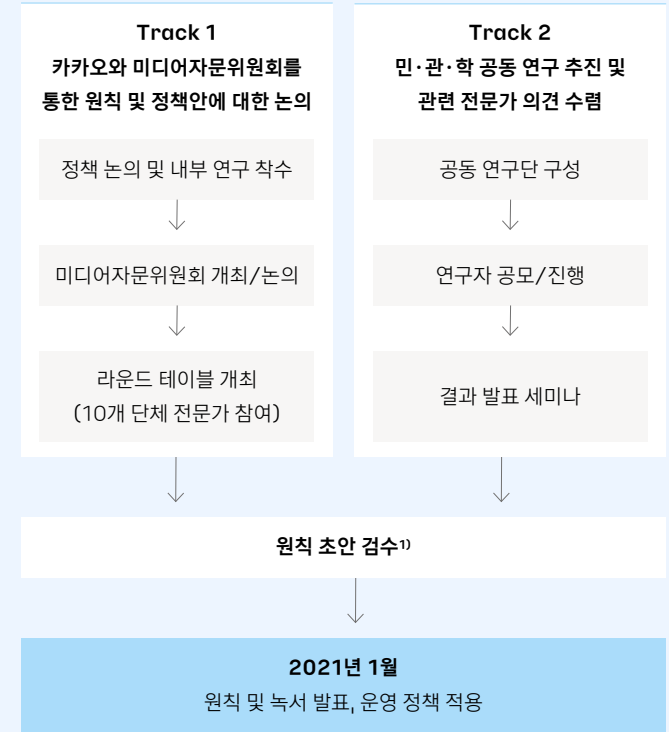 Track 1
카카오와 미디어자문위원회를
통한 원칙 및 정책안에 대한 논의
정책 논의 및 내부 연구 착수
미디어자문위원회 개최/논의
라운드 테이블 개최
(10개 단체 전문가 참여)
Track 2
민·관·학 공동 연구 추진 및
관련 전문가 의견 수렴
공동 연구단 구성
연구자 공모/진행
결과 발표 세미나
원칙 초안 검수1)
2021년 1월
원칙 및 녹서 발표, 운영 정책 적용